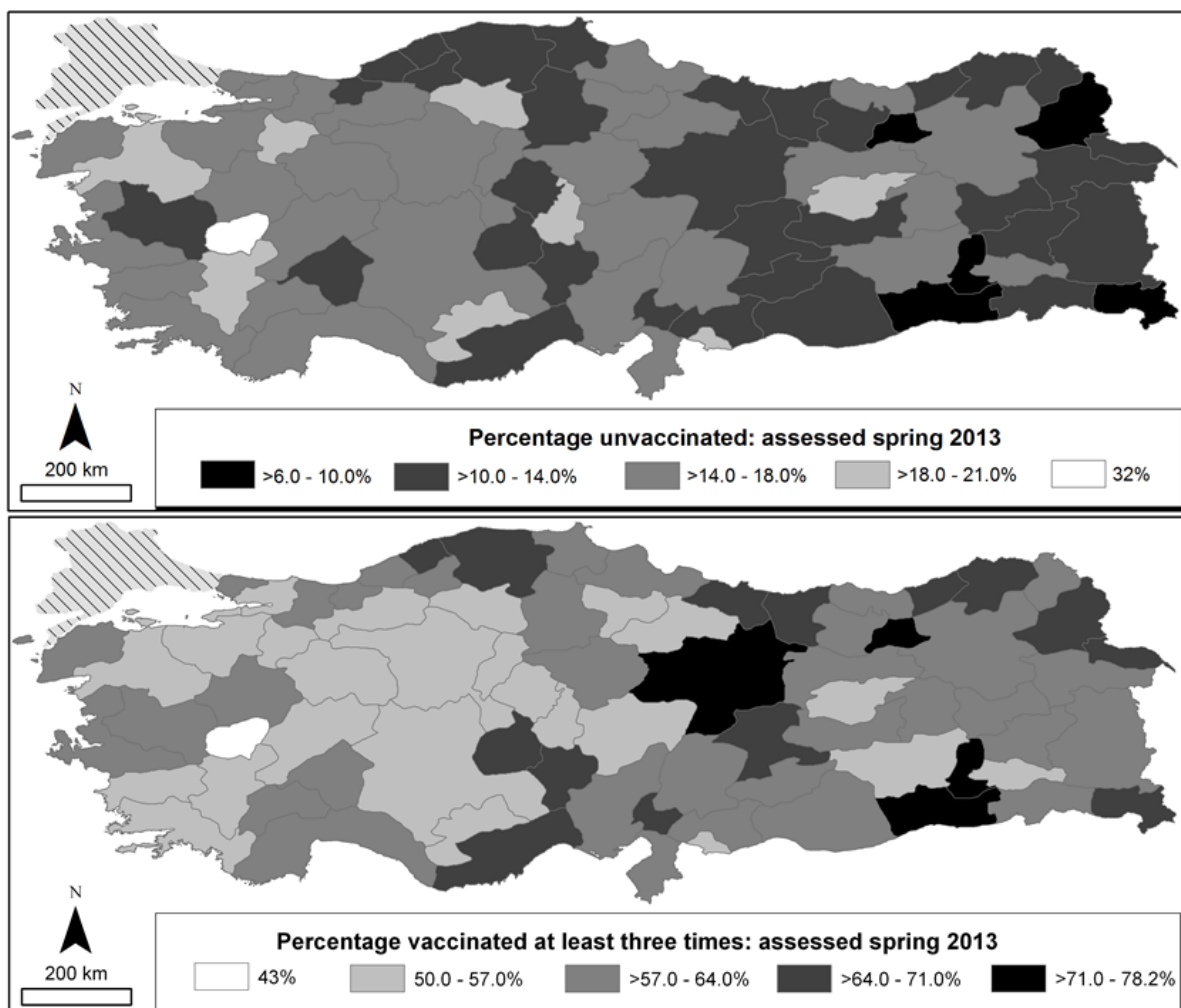 N
200 km
Percentage unvaccinated: assessed spring 2013
>6.0 - 10.0% >10.0 - 14.0% >14.0 - 18.0% >18.0 - 21.0% 32%
N
200 km
Percentage vaccinated at least three times: assessed spring 2013
43% 50.0 - 57.0% >57.0 - 64.0% >64.0 - 71.0% >71.0 - 78.2%